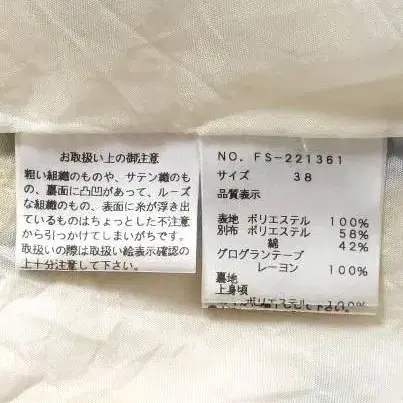 お取扱い上の御注意
粗い組織のものや、サテン織のも
の、裏面に凸凹があって、ルーズ
な組織のもの、表面に糸が浮き出
ているものはちょっとした不注意
から引っかけてしまいがちです。
取扱いの際は取扱い絵表示確認の
上十分注意して下さい。
NO. FS-221361
サイズ 38
品質表示
表地 ポリエステル 100%
別布 ポリエステル 58%
綿 42%
グログランテープ
レーヨン 100%
裏地
上身頃
ポリエステル 100%